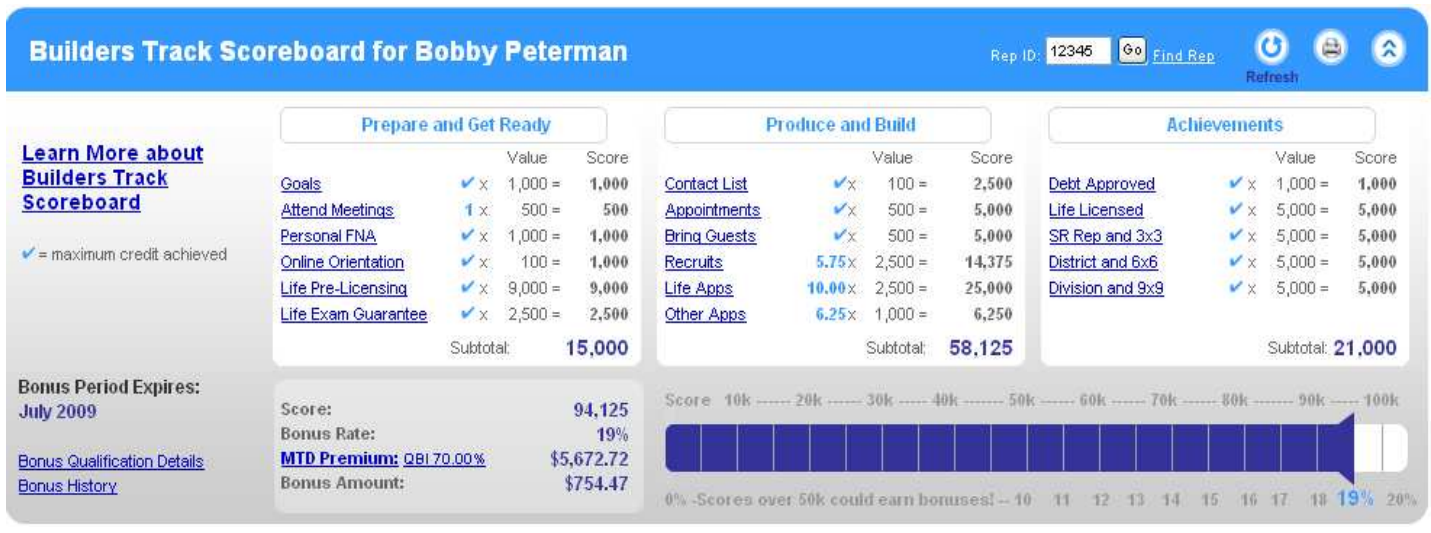 Builders Track Scoreboard for Bobby Peterman
Rep ID: 12345 Go Find Rep
Refresh
Learn More about
Builders Track
Scoreboard
✔ = maximum credit achieved
Prepare and Get Ready
Value Score
Goals ✔ x 1,000 = 1,000
Attend Meetings 1 x 500 = 500
Personal FNA ✔ x 1,000 = 1,000
Online Orientation ✔ x 100 = 1,000
Life Pre-Licensing ✔ x 9,000 = 9,000
Life Exam Guarantee ✔ x 2,500 = 2,500
Subtotal: 15,000
Produce and Build
Value Score
Contact List ✔ x 100 = 2,500
Appointments ✔ x 500 = 5,000
Bring Guests ✔ x 500 = 5,000
Recruits 5.75 x 2,500 = 14,375
Life Apps 10.00 x 2,500 = 25,000
Other Apps 6.25 x 1,000 = 6,250
Subtotal: 58,125
Achievements
Value Score
Debt Approved ✔ x 1,000 = 1,000
Life Licensed ✔ x 5,000 = 5,000
SR Rep and 3x3 ✔ x 5,000 = 5,000
District and 6x6 ✔ x 5,000 = 5,000
Division and 9x9 ✔ x 5,000 = 5,000
Subtotal: 21,000
Bonus Period Expires:
July 2009
Bonus Qualification Details
Bonus History
Score: 94,125
Bonus Rate: 19%
MTD Premium: QBI 70.00% $5,672.72
Bonus Amount: $754.47
Score 10k ------ 20k ----- 30k ----- 40k ------ 50k ---- 60k ----- 70k ------ 80k ------ 90k ---- 100k
0% -Scores over 50k could earn bonuses! -- 10 11 12 13 14 15 16 17 18 19% 20%